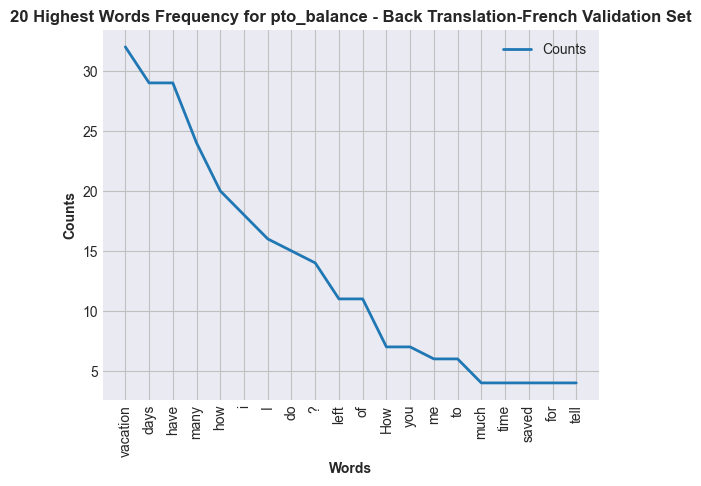 20 Highest Words Frequency for pto_balance - Back Translation-French Validation Set
Counts
30
25
20
15
10
5
Counts
vacation
days
have
many
how
i
I
do
?
left
of
How
you
me
to
much
time
saved
for
tell
Words